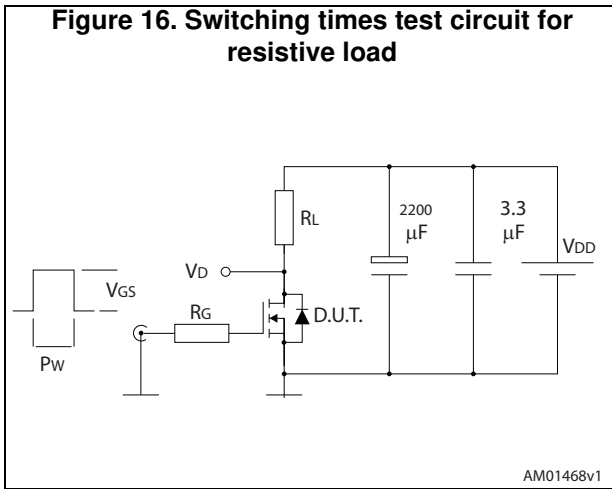 Figure 16. Switching times test circuit for
resistive load
RL
2200
μF
3.3
μF
VDD
VD
VGS
RG
D.U.T.
PW
AM01468v1